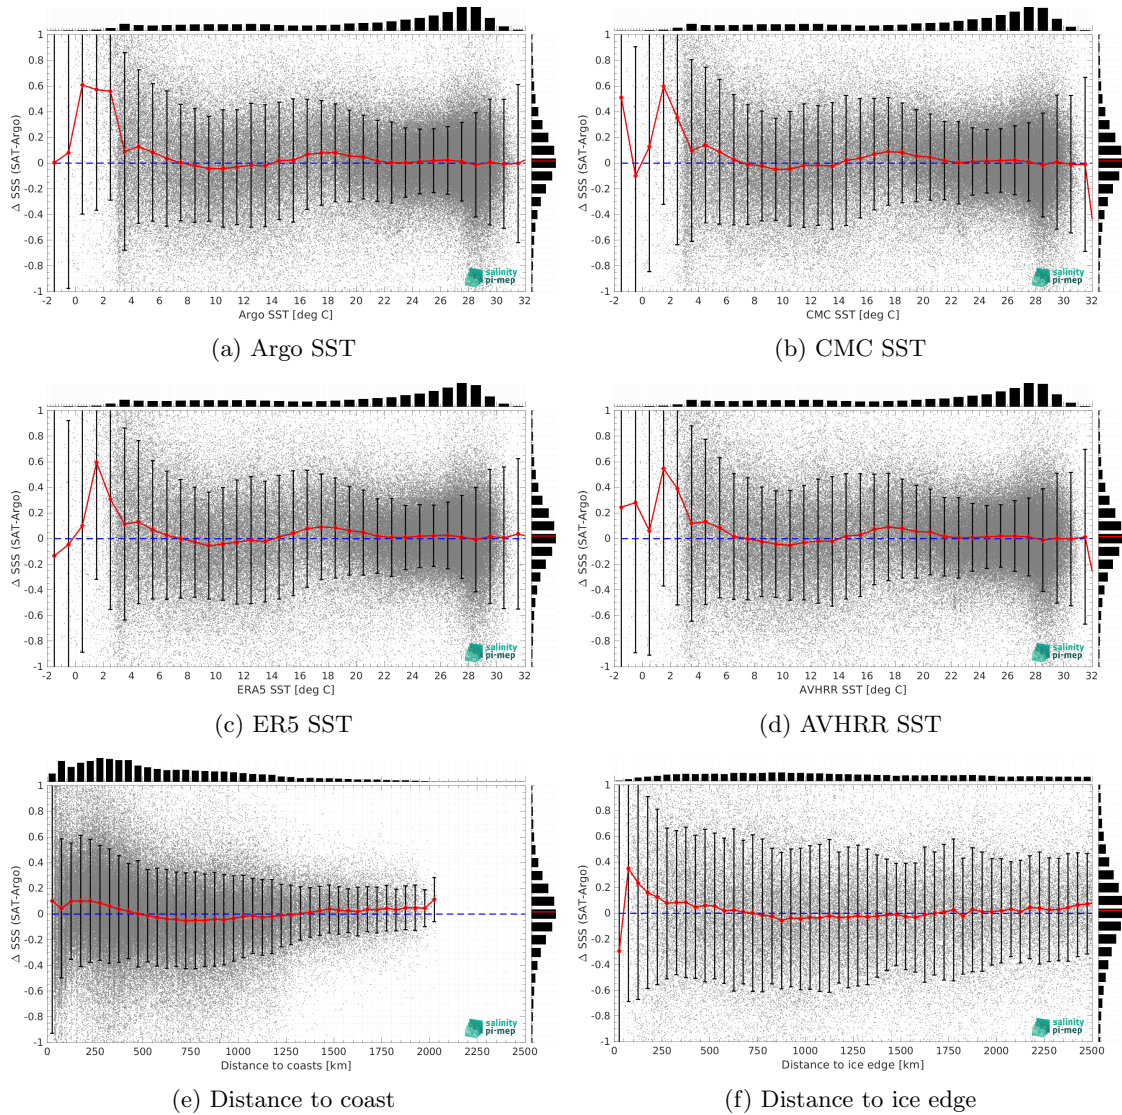 1
0.8
0.6
0.4
0.2
0
-0.2
-0.4
-0.6
-0.8
-1
Δ SSS (SAT-Argo)
-2 0 2 4 6 8 10 12 14 16 18 20 22 24 26 28 30 32
Argo SST [deg C]
salinity
pi-mep
(a) Argo SST
1
0.8
0.6
0.4
0.2
0
-0.2
-0.4
-0.6
-0.8
-1
Δ SSS (SAT-Argo)
-2 0 2 4 6 8 10 12 14 16 18 20 22 24 26 28 30 32
CMC SST [deg C]
salinity
pi-mep
(b) CMC SST
1
0.8
0.6
0.4
0.2
0
-0.2
-0.4
-0.6
-0.8
-1
Δ SSS (SAT-Argo)
-2 0 2 4 6 8 10 12 14 16 18 20 22 24 26 28 30 32
ERA5 SST [deg C]
salinity
pi-mep
(c) ER5 SST
1
0.8
0.6
0.4
0.2
0
-0.2
-0.4
-0.6
-0.8
-1
Δ SSS (SAT-Argo)
-2 0 2 4 6 8 10 12 14 16 18 20 22 24 26 28 30 32
AVHRR SST [deg C]
salinity
pi-mep
(d) AVHRR SST
1
0.8
0.6
0.4
0.2
0
-0.2
-0.4
-0.6
-0.8
-1
Δ SSS (SAT-Argo)
0 250 500 750 1000 1250 1500 1750 2000 2250 2500
Distance to coasts [km]
salinity
pi-mep
(e) Distance to coast
1
0.8
0.6
0.4
0.2
0
-0.2
-0.4
-0.6
-0.8
-1
Δ SSS (SAT-Argo)
0 250 500 750 1000 1250 1500 1750 2000 2250 2500
Distance to ice edge [km]
salinity
pi-mep
(f) Distance to ice edge